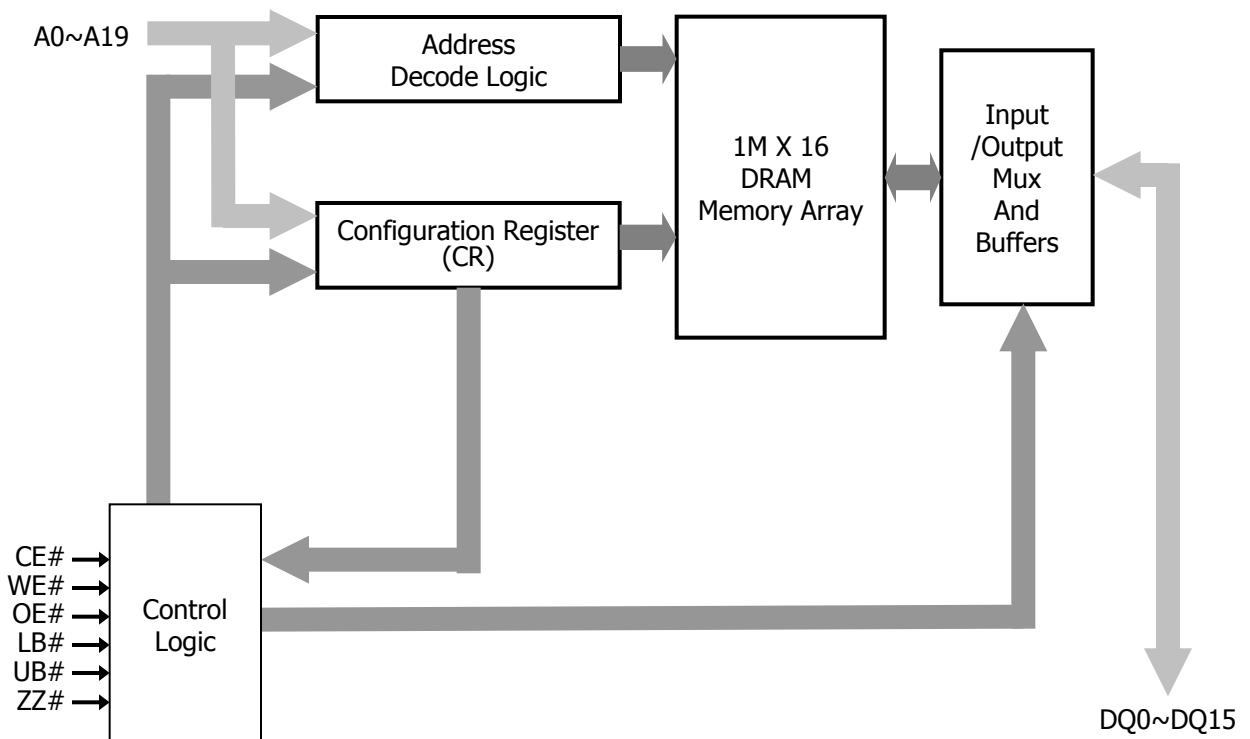 A0~A19
Address
Decode Logic
Configuration Register
(CR)
1M X 16
DRAM
Memory Array
Input
/Output
Mux
And
Buffers
CE#
WE#
OE#
LB#
UB#
ZZ#
Control
Logic
DQ0~DQ15